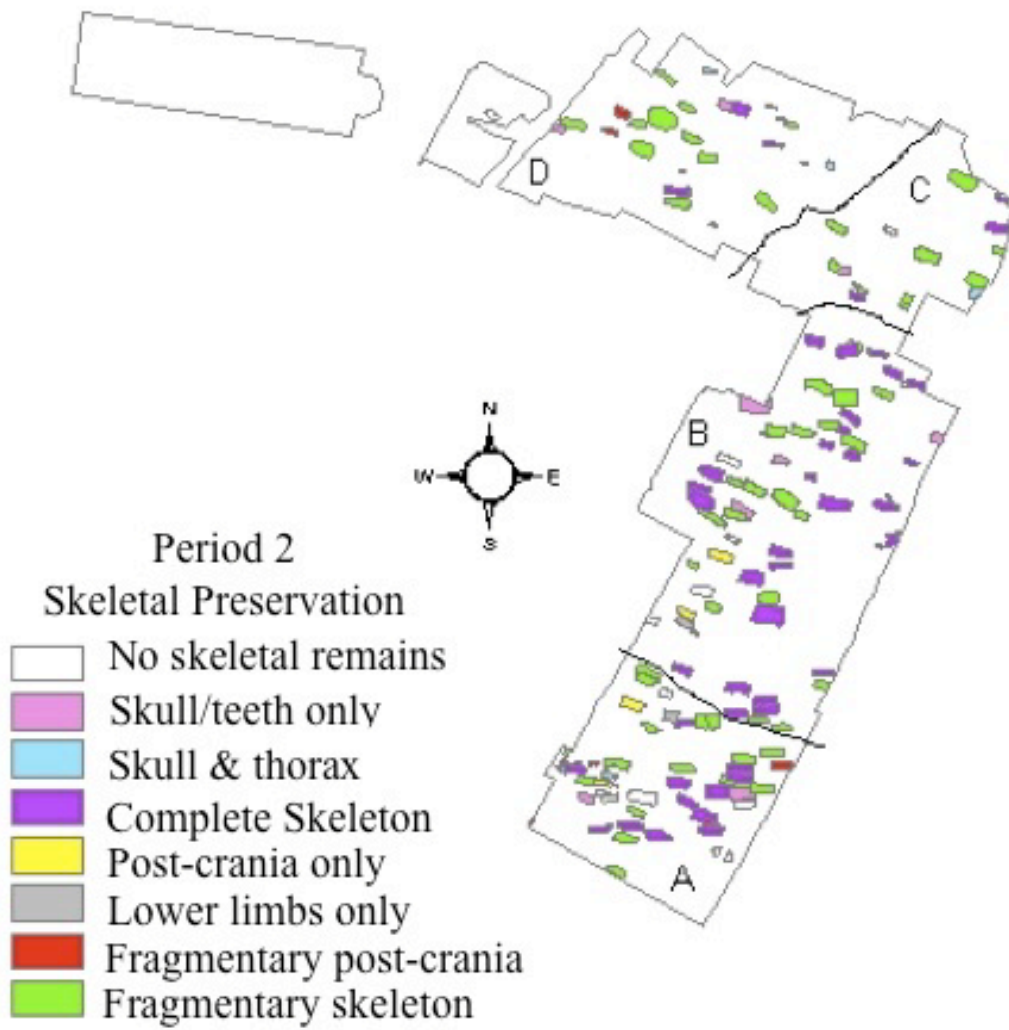 D
C
B
N
W E
S
A
Period 2
Skeletal Preservation
No skeletal remains
Skull/teeth only
Skull & thorax
Complete Skeleton
Post-crania only
Lower limbs only
Fragmentary post-crania
Fragmentary skeleton